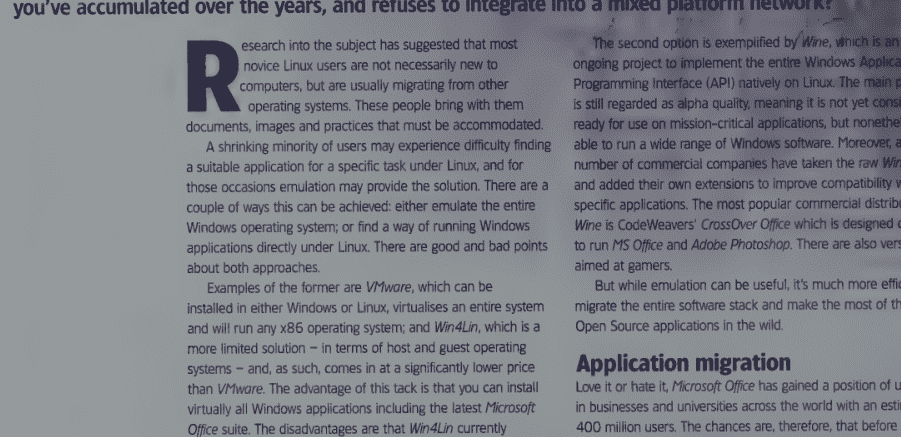 you've accumulated over the years, and refuses to integrate into a mixed platform network?
Research into the subject has suggested that most
novice Linux users are not necessarily new to
computers, but are usually migrating from other
operating systems. These people bring with them
documents, images and practices that must be accommodated.
A shrinking minority of users may experience difficulty finding
a suitable application for a specific task under Linux, and for
those occasions emulation may provide the solution. There are a
couple of ways this can be achieved: either emulate the entire
Windows operating system; or find a way of running Windows
applications directly under Linux. There are good and bad points
about both approaches.
Examples of the former are VMware, which can be
installed in either Windows or Linux, virtualises an entire system
and will run any x86 operating system; and Win4Lin, which is a
more limited solution – in terms of host and guest operating
systems – and, as such, comes in at a significantly lower price
than VMware. The advantage of this tack is that you can install
virtually all Windows applications including the latest Microsoft
Office suite. The disadvantages are that Win4Lin currently
The second option is exemplified by Wine, which is an
ongoing project to implement the entire Windows
Programming Interface (API) natively on Linux. The main
is still regarded as alpha quality, meaning it is not yet
ready for use on mission-critical applications, but
able to run a wide range of Windows software. Moreover,
number of commercial companies have taken the raw
and added their own extensions to improve compatibility
specific applications. The most popular commercial
Wine is CodeWeavers' CrossOver Office which is designed
to run MS Office and Adobe Photoshop. There are also
aimed at gamers.
But while emulation can be useful, it's much more
migrate the entire software stack and make the most of
Open Source applications in the wild.
Application migration
Love it or hate it, Microsoft Office has gained a position of
in businesses and universities across the world with an
400 million users. The chances are, therefore, that before